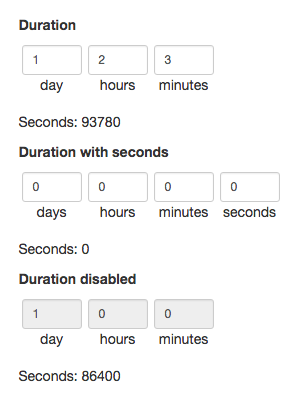 Duration
1 2 3
day hours minutes
Seconds: 93780
Duration with seconds
0 0 0 0
days hours minutes seconds
Seconds: 0
Duration disabled
1 0 0
day hours minutes
Seconds: 86400